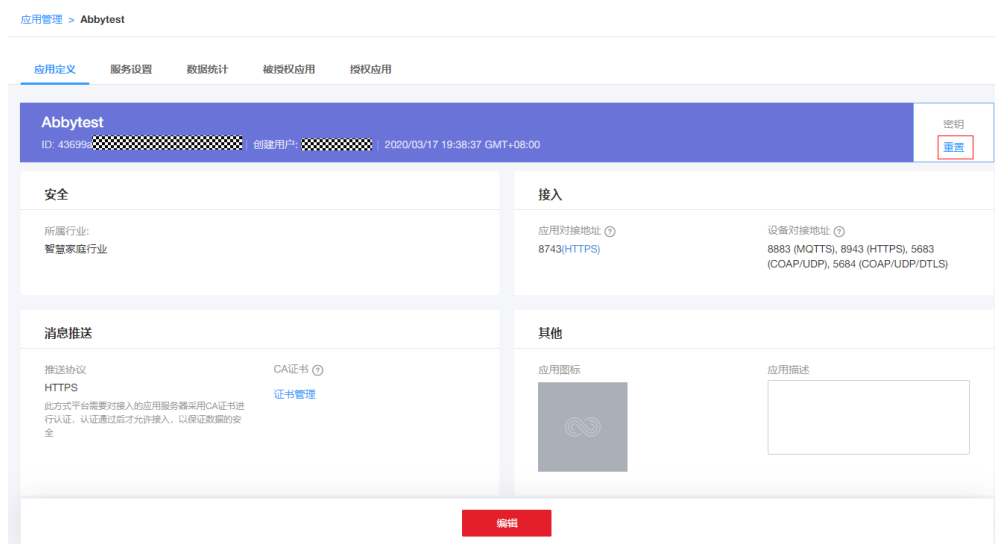 应用管理 > Abbytest
应用定义 服务设置 数据统计 被授权应用 授权应用
Abbytest
ID: 43699a
创建用户:
2020/03/17 19:38:37 GMT+08:00
密钥
重置
安全
所属行业:
智慧家庭行业
接入
应用对接地址
8743(HTTPS)
设备对接地址
8883 (MQTTS), 8943 (HTTPS), 5683
(COAP/UDP), 5684 (COAP/UDP/DTLS)
消息推送
推送协议
HTTPS
此方式平台需要对接入的应用服务器采用CA证书进
行认证，认证通过后才允许接入，以保证数据的安
全
CA证书
证书管理
其他
应用图标
应用描述
编辑